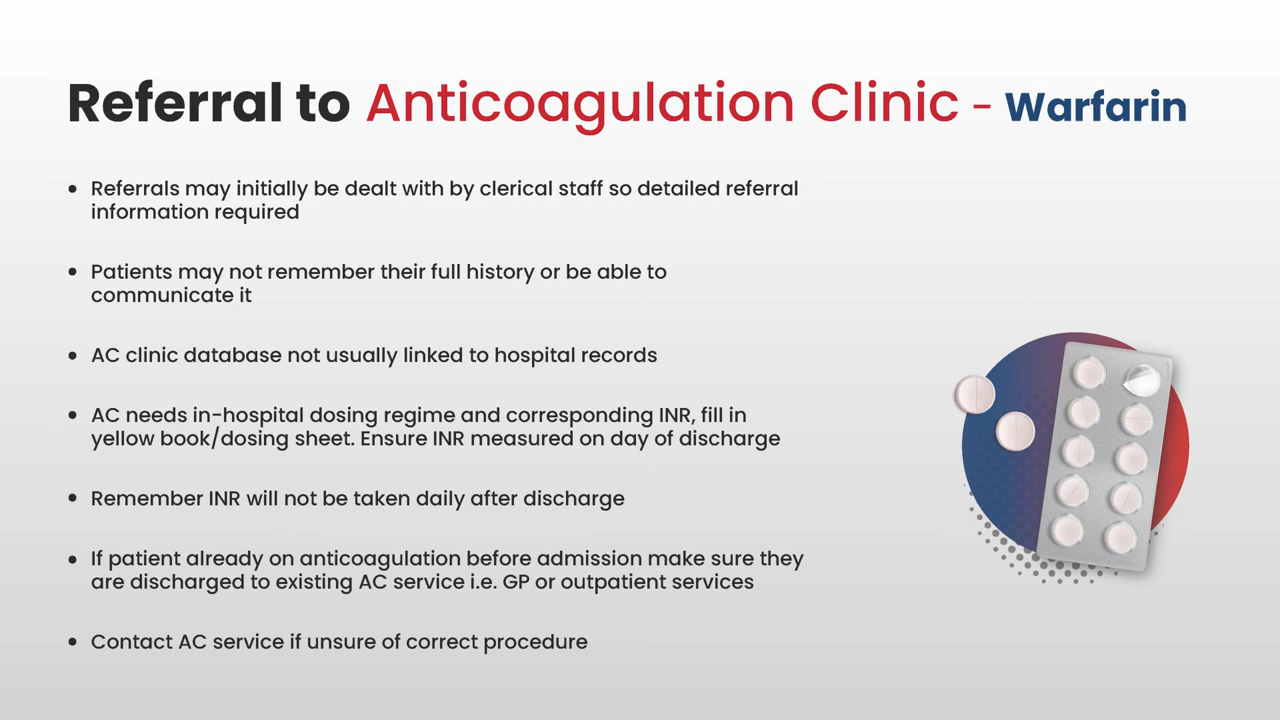 Referral to Anticoagulation Clinic - Warfarin
• Referrals may initially be dealt with by clerical staff so detailed referral
information required
• Patients may not remember their full history or be able to
communicate it
• AC clinic database not usually linked to hospital records
• AC needs in-hospital dosing regime and corresponding INR, fill in
yellow book/dosing sheet. Ensure INR measured on day of discharge
• Remember INR will not be taken daily after discharge
• If patient already on anticoagulation before admission make sure they
are discharged to existing AC service i.e. GP or outpatient services
• Contact AC service if unsure of correct procedure